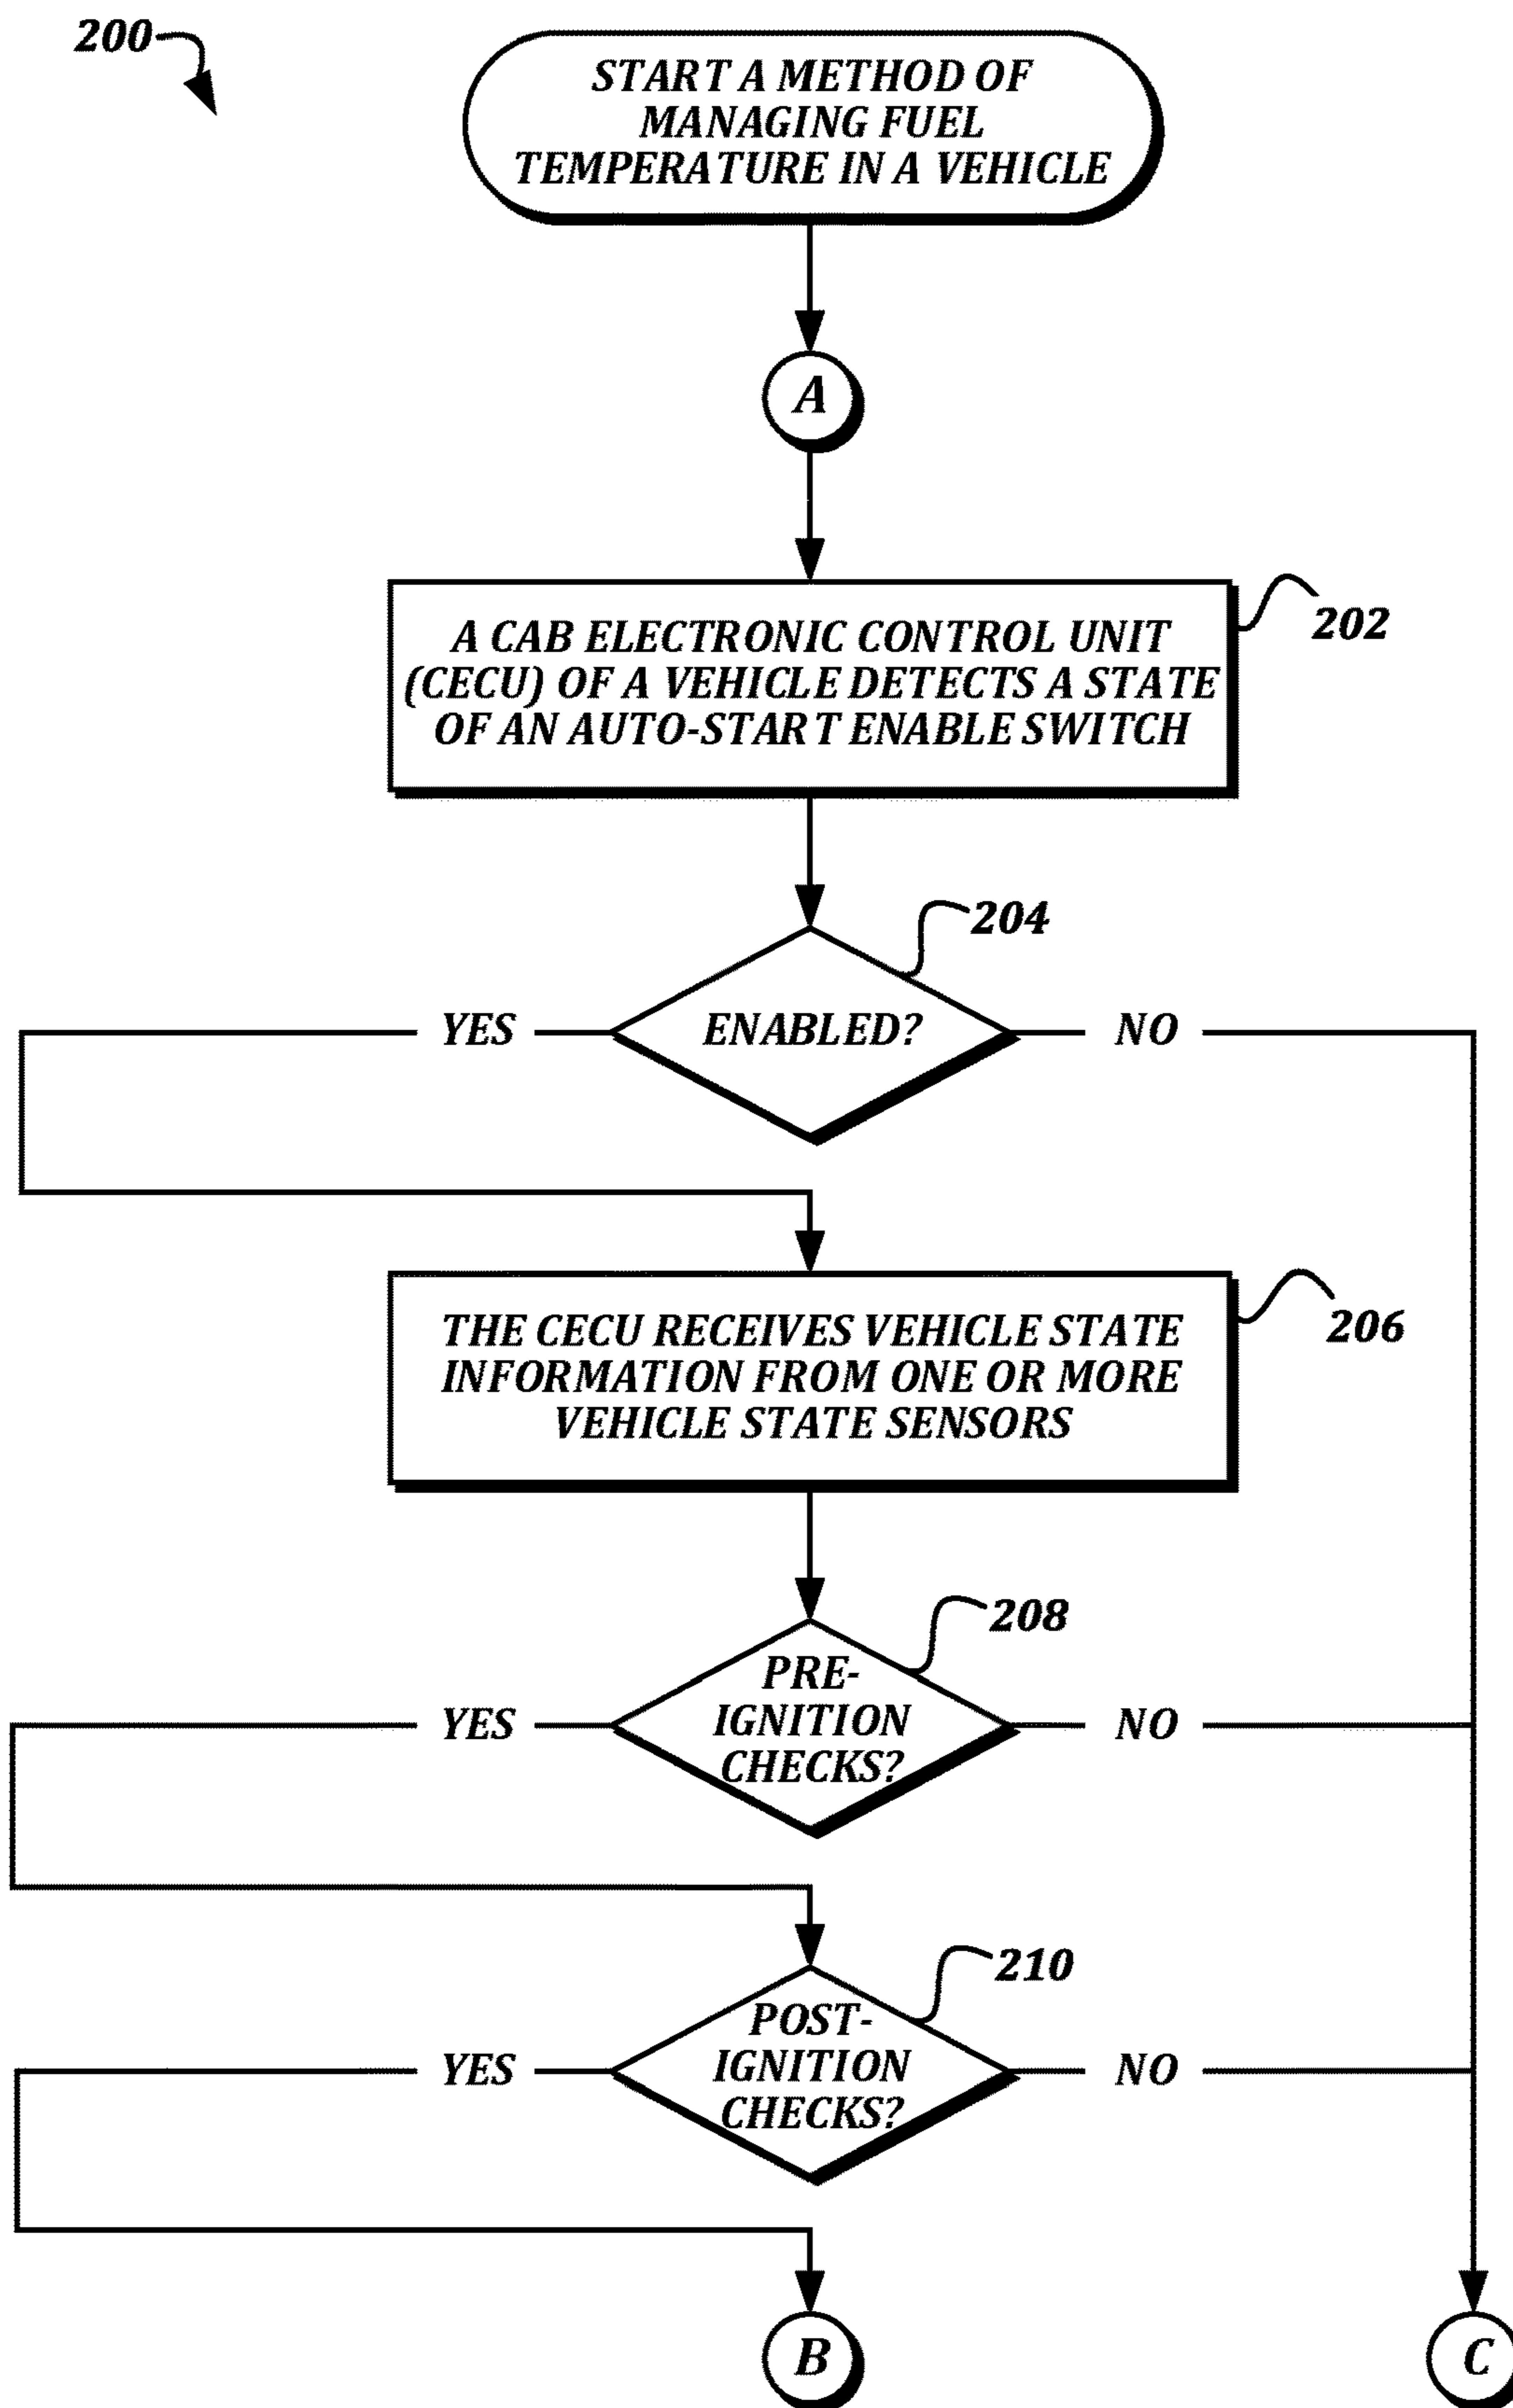 200
START A METHOD OF
MANAGING FUEL
TEMPERATURE IN A VEHICLE
A
202
A CAB ELECTRONIC CONTROL UNIT
(CECU) OF A VEHICLE DETECTS A STATE
OF AN AUTO-START ENABLE SWITCH
204
YES
ENABLED?
NO
206
THE CECU RECEIVES VEHICLE STATE
INFORMATION FROM ONE OR MORE
VEHICLE STATE SENSORS
208
PRE-
YES
IGNITION
NO
CHECKS?
210
POST-
YES
IGNITION
NO
CHECKS?
B
C